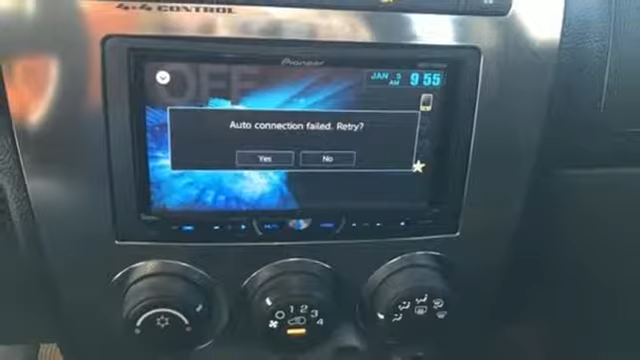 4x4 CONTROL
Pioneer
OFF
JAN 5
AM
9 55
Auto connection failed. Retry?
Yes
No
0 1 2 3 4